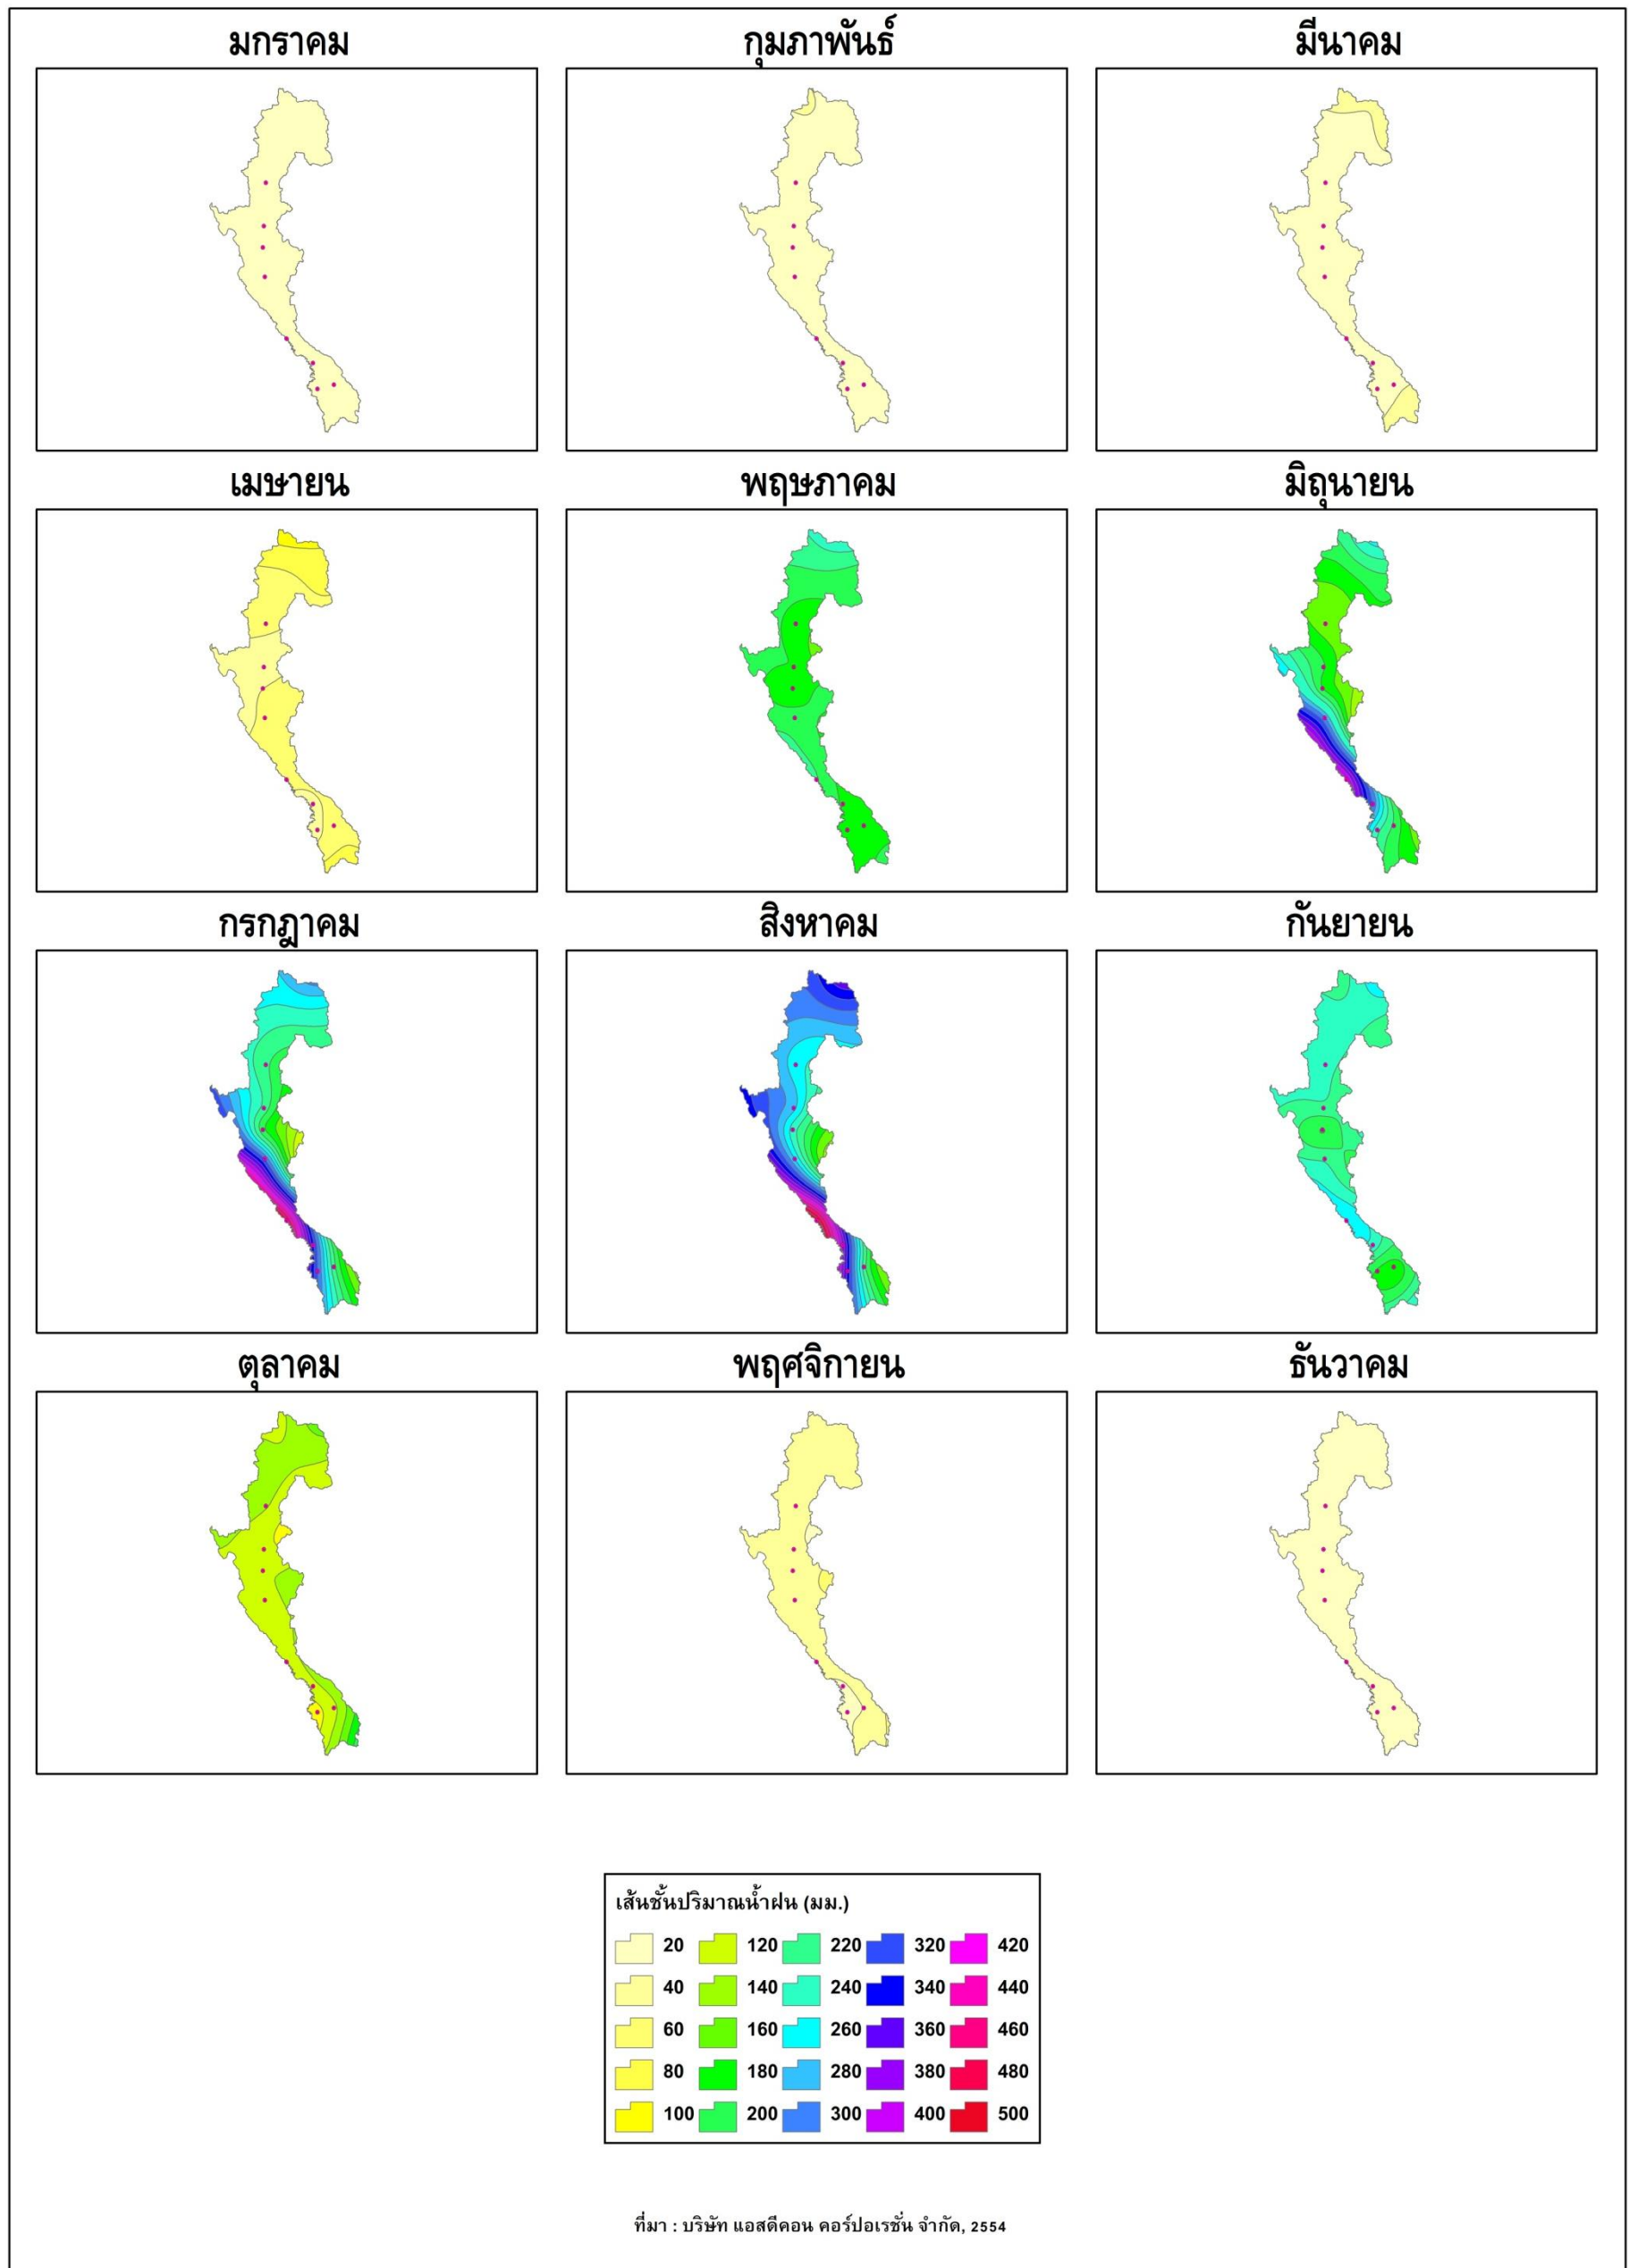 มกราคม กุมภาพันธ์ มีนาคม
เมษายน พฤษภาคม มิถุนายน
กรกฎาคม สิงหาคม กันยายน
ตุลาคม พฤศจิกายน ธันวาคม
เส้นชั้นปริมาณน้ำฝน (มม.)
20 120 220 320 420
40 140 240 340 440
60 160 260 360 460
80 180 280 380 480
100 200 300 400 500
ที่มา : บริษัท แอสดีคอน คอร์ปอเรชั่น จำกัด, 2554